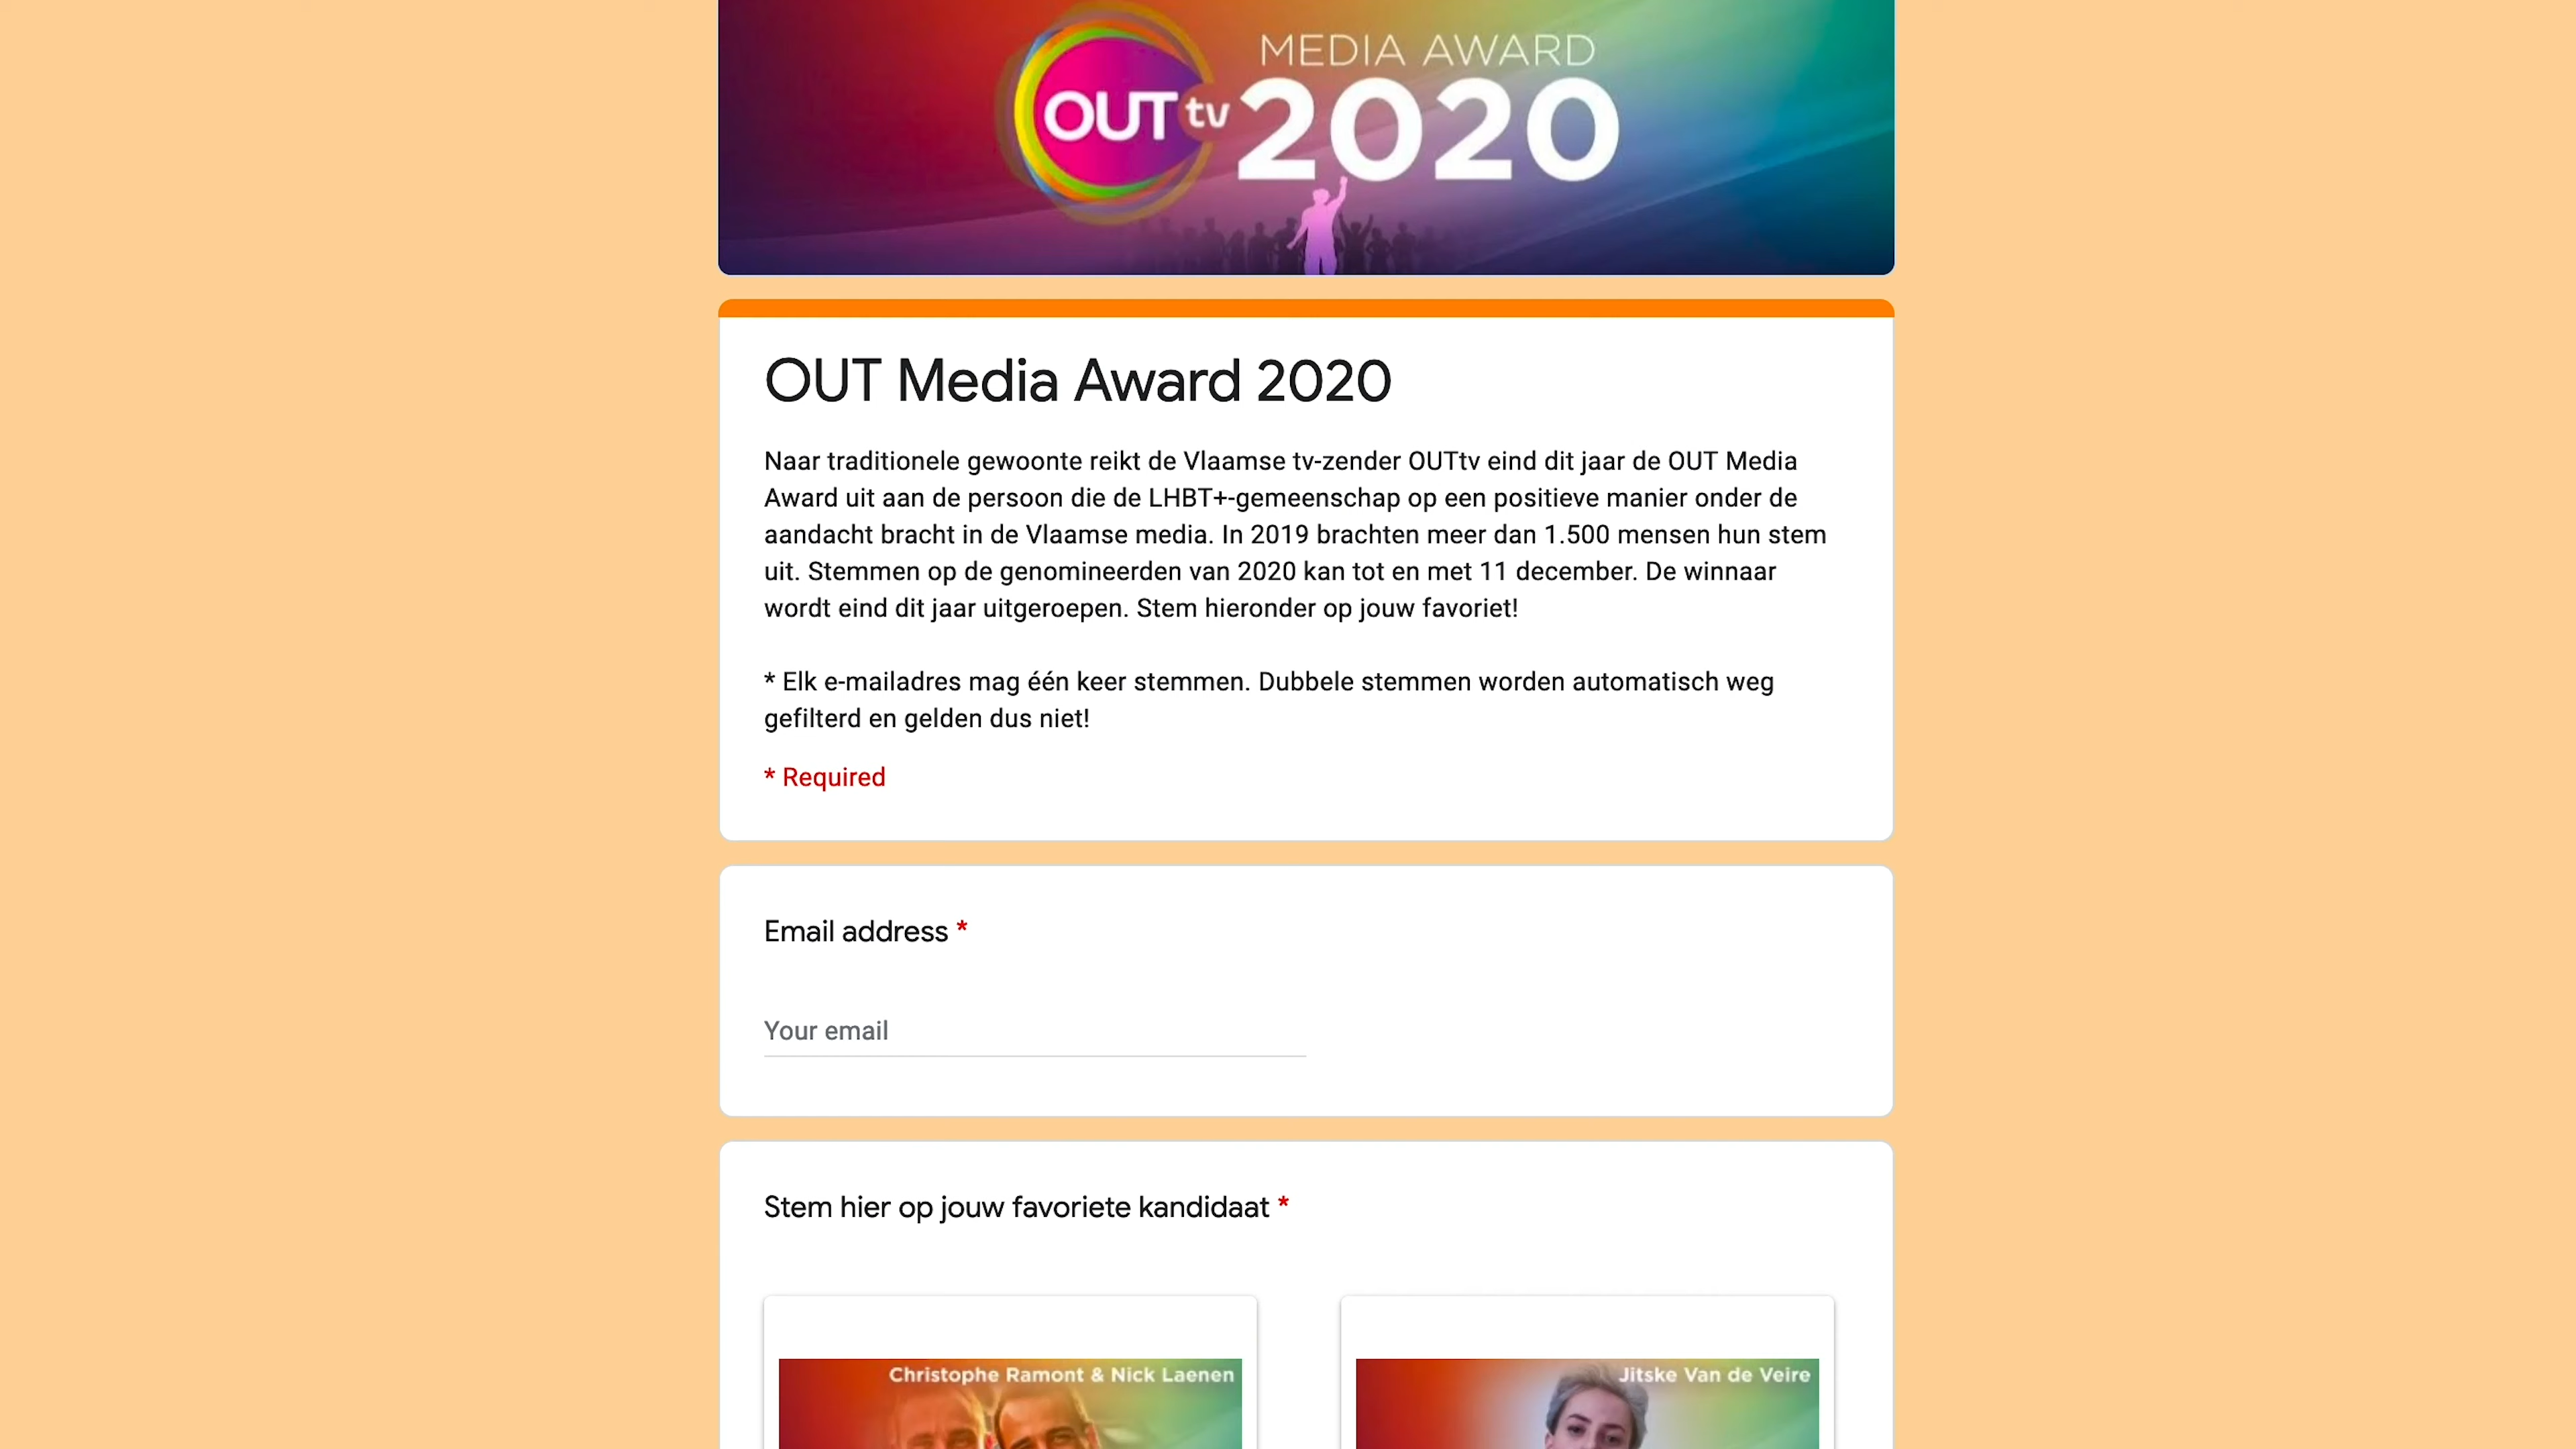 MEDIA AWARD
OUT tv 2020
OUT Media Award 2020
Naar traditionele gewoonte reikt de Vlaamse tv-zender OUTtv eind dit jaar de OUT Media
Award uit aan de persoon die de LHBT+-gemeenschap op een positieve manier onder de
aandacht bracht in de Vlaamse media. In 2019 brachten meer dan 1.500 mensen hun stem
uit. Stemmen op de genomineerden van 2020 kan tot en met 11 december. De winnaar
wordt eind dit jaar uitgeroepen. Stem hieronder op jouw favoriet!
* Elk e-mailadres mag één keer stemmen. Dubbele stemmen worden automatisch weg
gefilterd en gelden dus niet!
* Required
Email address *
Your email
Stem hier op jouw favoriete kandidaat *
Christophe Ramont & Nick Laenen
Jitske Van de Veire